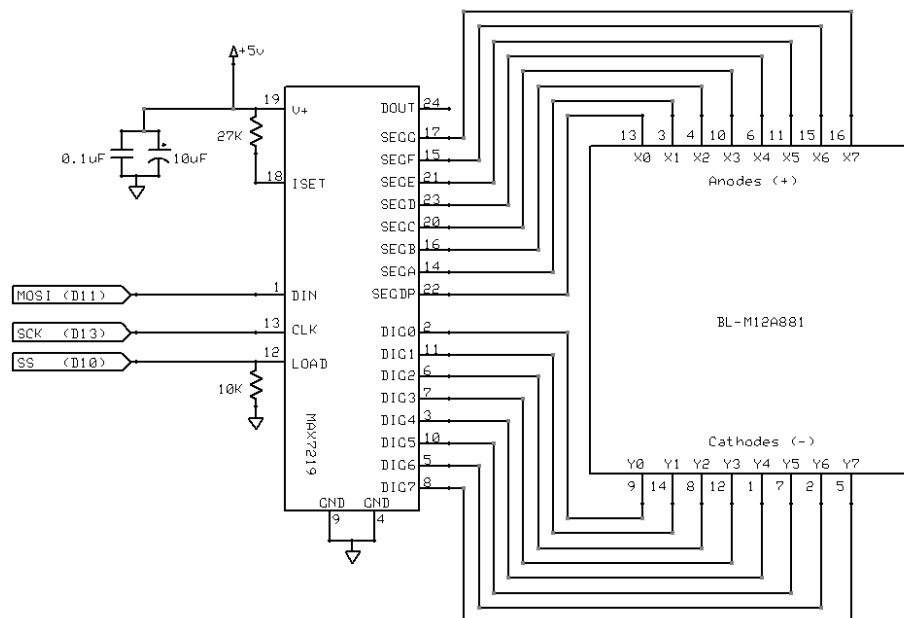 +5v
19
V+
DOUT
24
27K
SEGG
17
0.1uF
10uF
SEGF
15
18
ISET
SEGE
21
SEGD
23
SEGC
20
SEGB
16
SEGA
14
SEGDP
22
MOSI (D11)
1
DIN
SCK (D13)
13
CLK
SS (D10)
12
LOAD
10K
DIG0
2
DIG1
11
DIG2
6
DIG3
7
DIG4
3
DIG5
10
DIG6
5
DIG7
8
MAX7219
GND GND
9 4
13 3 4 10 6 11 15 16
X0 X1 X2 X3 X4 X5 X6 X7
Anodes (+)
BL-M12A881
Cathodes (-)
Y0 Y1 Y2 Y3 Y4 Y5 Y6 Y7
9 14 8 12 1 7 2 5